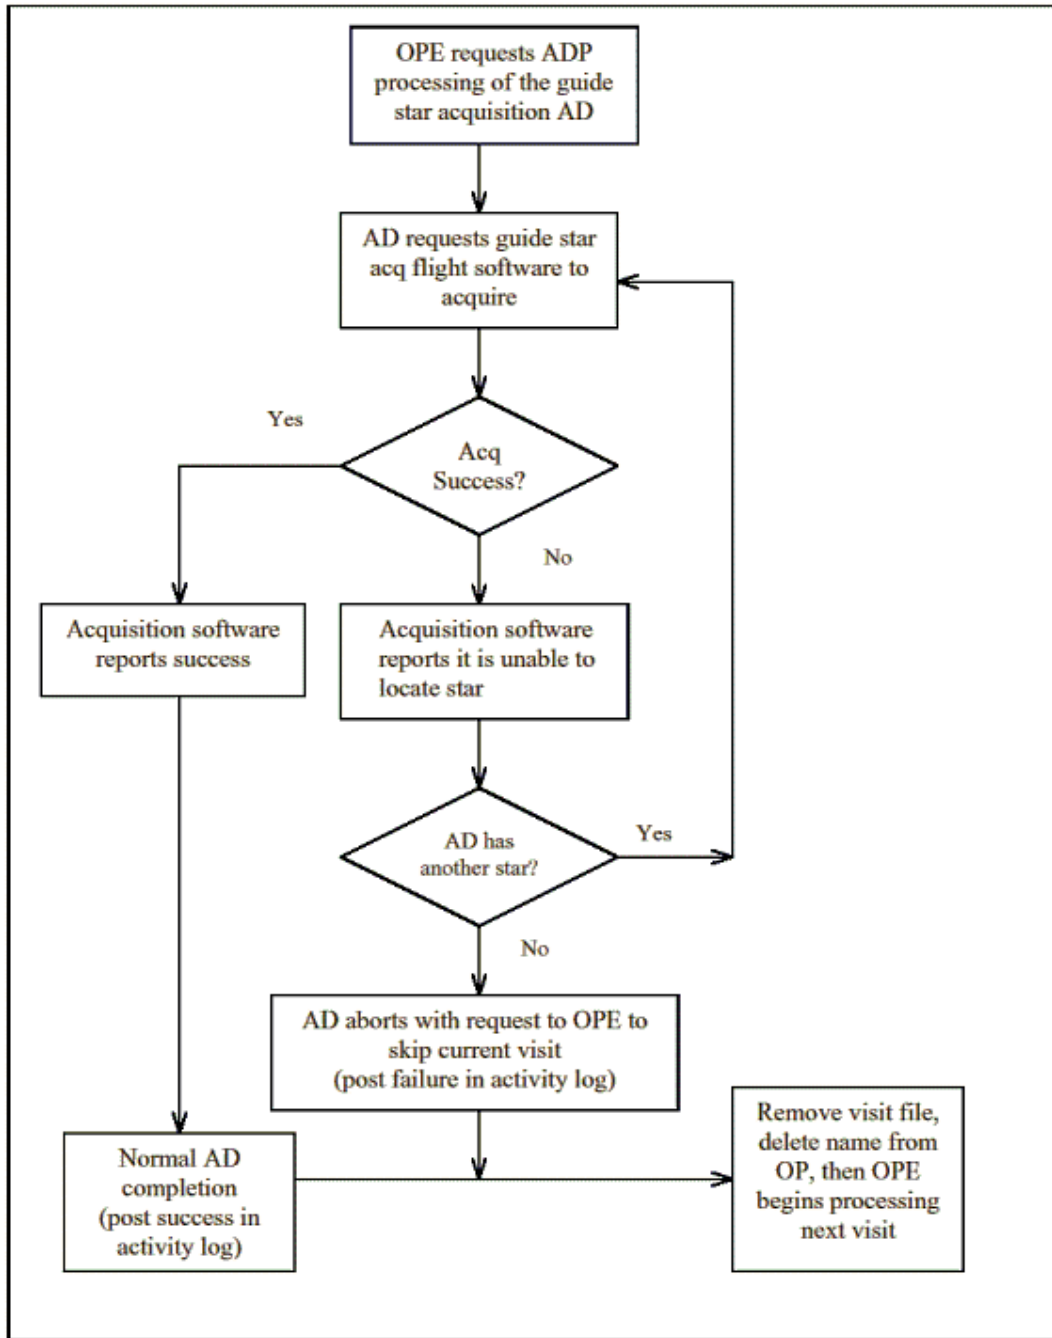 OPE requests ADP
processing of the guide
star acquisition AD
AD requests guide star
acq flight software to
acquire
Yes
Acq
Success?
No
Acquisition software
reports success
Acquisition software
reports it is unable to
locate star
AD has
another star?
Yes
No
AD aborts with request to OPE to
skip current visit
(post failure in activity log)
Normal AD
completion
(post success in
activity log)
Remove visit file,
delete name from
OP, then OPE
begins processing
next visit